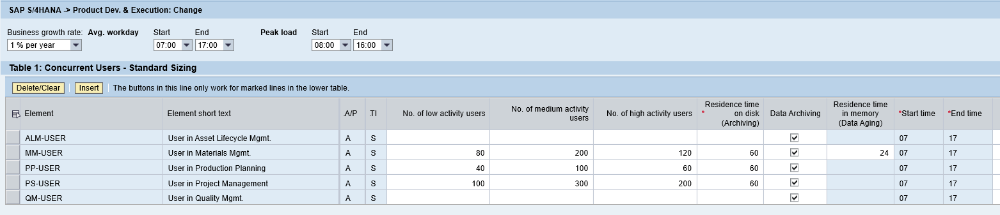 SAP S/4HANA -> Product Dev. & Execution: Change
Business growth rate: Avg. workday Start End Peak load Start End
1 % per year 07:00 17:00 08:00 16:00
Table 1: Concurrent Users - Standard Sizing
Delete/Clear Insert The buttons in this line only work for marked lines in the lower table.
Element Element short text .A/P .TI No. of low activity users No. of medium activity users No. of high activity users * Residence time on disk (Archiving) Data Archiving Residence time in memory (Data Aging) *Start time *End time
ALM-USER User in Asset Lifecycle Mgmt. A S 07 17
MM-USER User in Materials Mgmt. A S 80 200 120 60 24 07 17
PP-USER User in Production Planning A S 40 100 60 60 07 17
PS-USER User in Project Management A S 100 300 200 60 07 17
QM-USER User in Quality Mgmt. A S 07 17